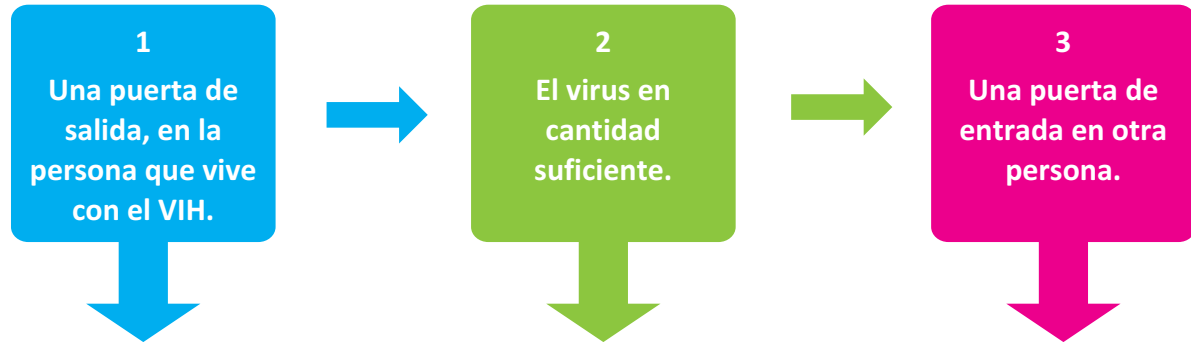 1
Una puerta de
salida, en la
persona que vive
con el VIH.
2
El virus en
cantidad
suficiente.
3
Una puerta de
entrada en otra
persona.